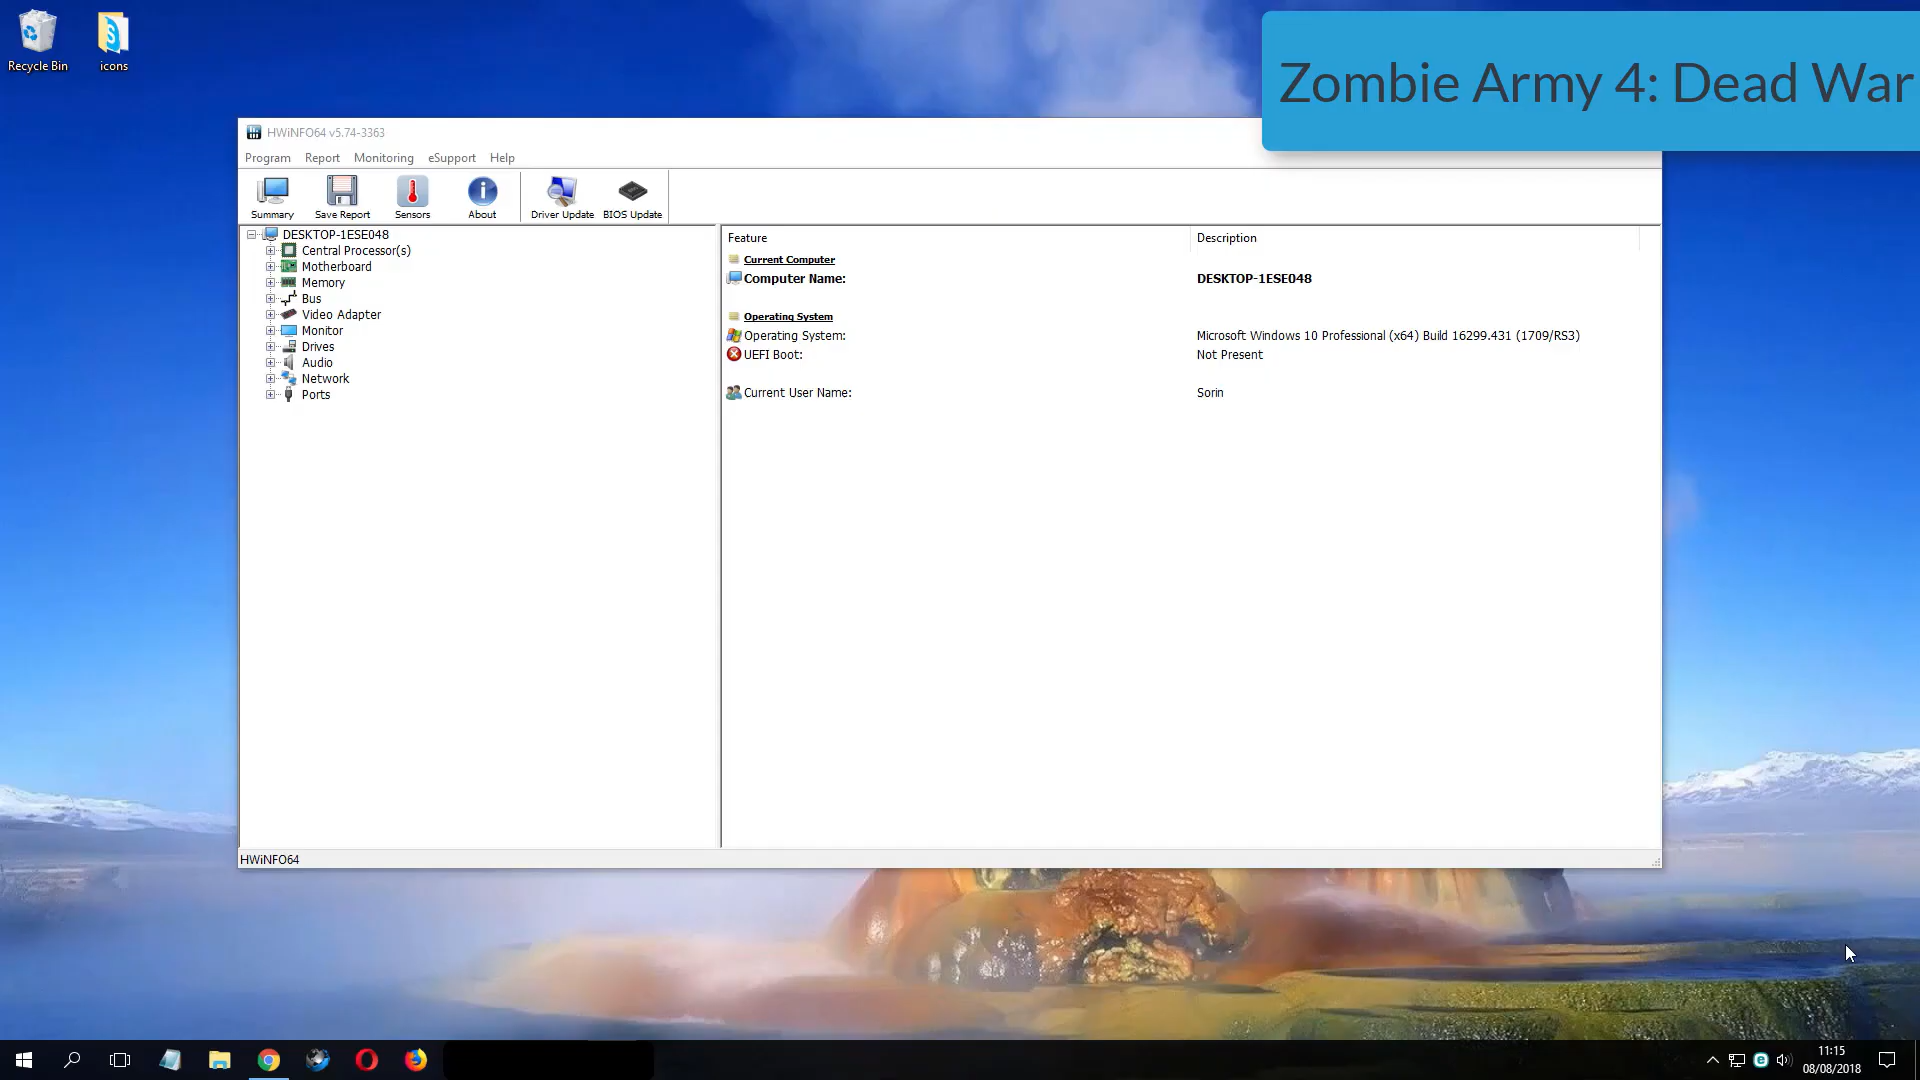 Recycle Bin
icons
Zombie Army 4: Dead War
HWiNFO64 v5.74-3363
Program Report Monitoring eSupport Help
Summary Save Report Sensors About Driver Update BIOS Update
DESKTOP-1ESE048
Central Processor(s)
Motherboard
Memory
Bus
Video Adapter
Monitor
Drives
Audio
Network
Ports
Feature Description
Current Computer
Computer Name: DESKTOP-1ESE048
Operating System
Operating System: Microsoft Windows 10 Professional (x64) Build 16299.431 (1709/RS3)
UEFI Boot: Not Present
Current User Name: Sorin
HWiNFO64
11:15
08/08/2018